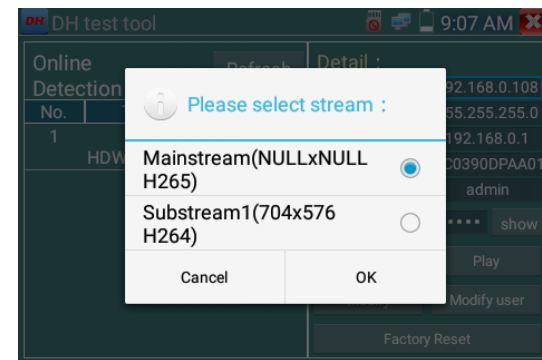 DH DH test tool
9:07 AM
Online
Detection
Refresh
Detail :
No.
1
HDW
92.168.0.108
55.255.255.0
192.168.0.1
C0390DPAA01
admin
show
Play
Modify user
Factory Reset
Please select stream :
Mainstream(NULLxNULL
H265)
Substream1(704x576
H264)
Cancel OK